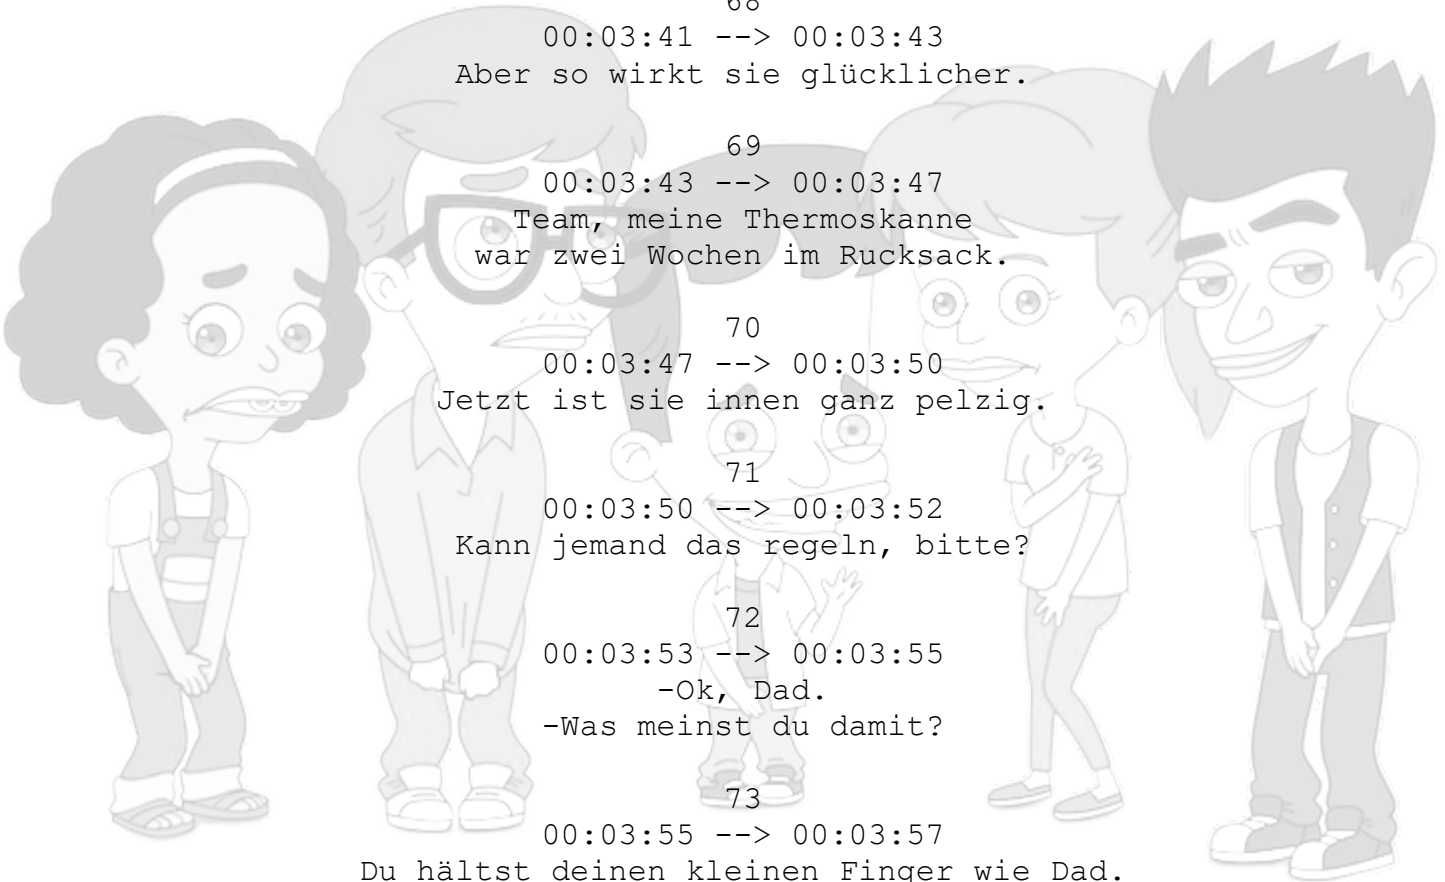 68
00:03:41 --> 00:03:43
Aber so wirkt sie glücklicher.
69
00:03:43 --> 00:03:47
Team, meine Thermoskanne
war zwei Wochen im Rucksack.
70
00:03:47 --> 00:03:50
Jetzt ist sie innen ganz pelzig.
71
00:03:50 --> 00:03:52
Kann jemand das regeln, bitte?
72
00:03:53 --> 00:03:55
-Ok, Dad.
-Was meinst du damit?
73
00:03:55 --> 00:03:57
Du hältst deinen kleinen Finger wie Dad.